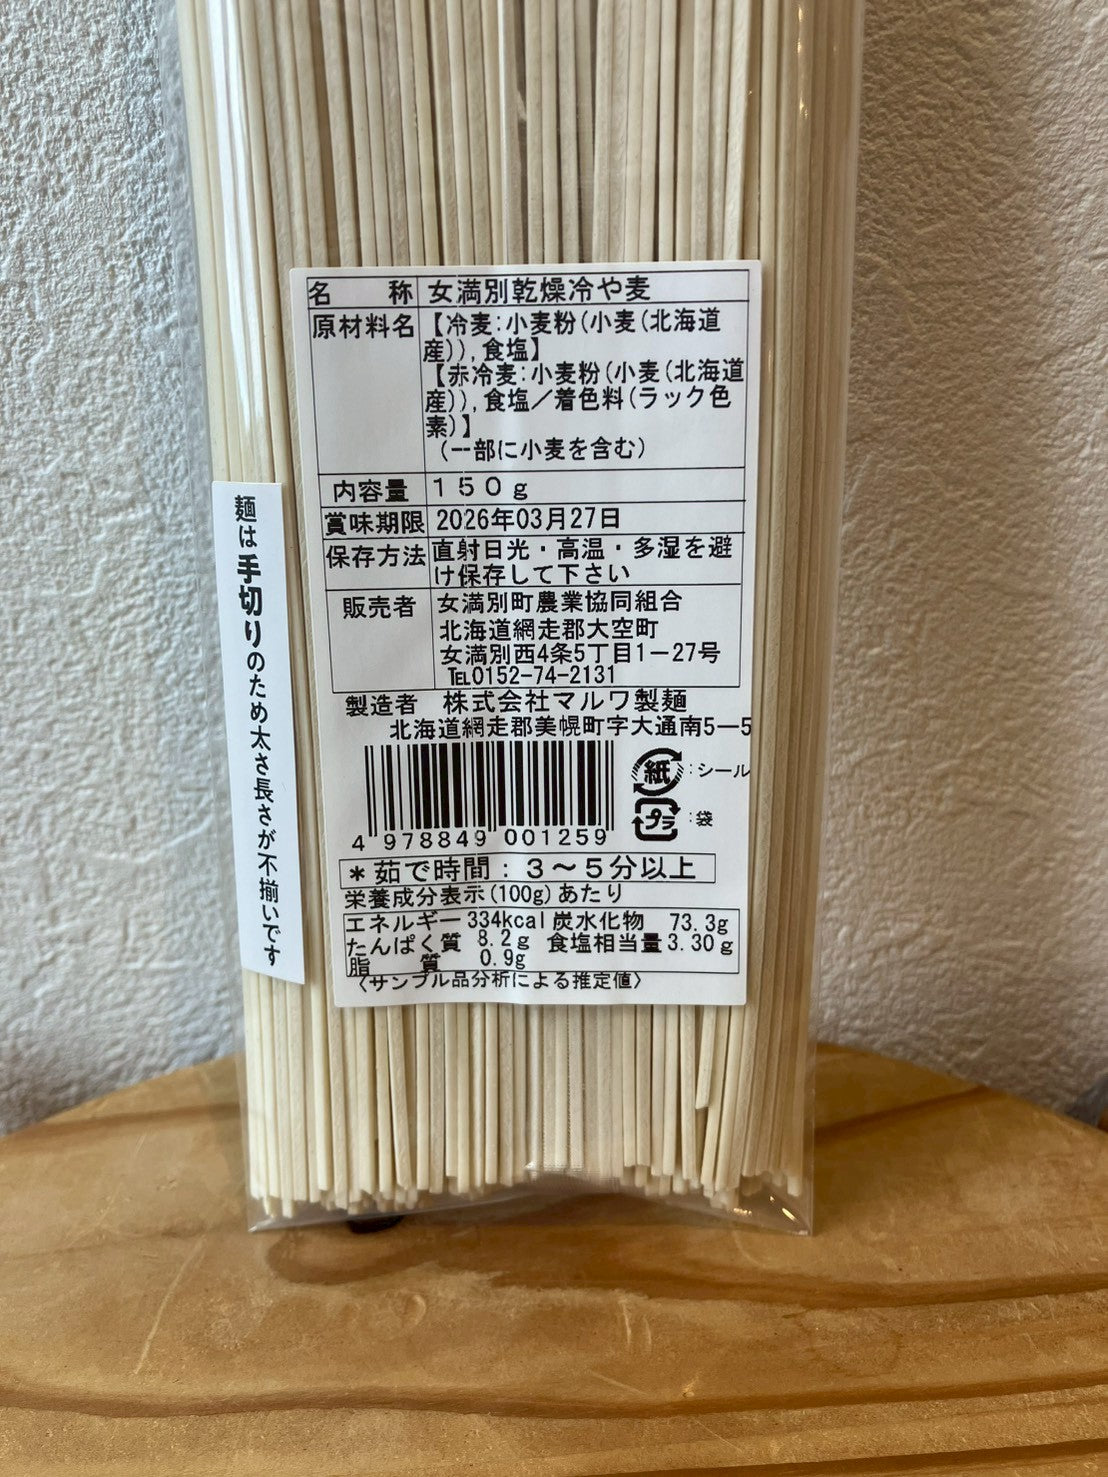 名　　称 女満別乾燥冷や麦
原材料名 【冷麦:小麦粉(小麦(北海道
産)),食塩】
【赤冷麦:小麦粉(小麦(北海道
産)),食塩／着色料(ラック色
素)】
(一部に小麦を含む)
内容量 １５０ｇ
賞味期限 2026年03月27日
保存方法 直射日光・高温・多湿を避
け保存して下さい
販売者 女満別町農業協同組合
北海道網走郡大空町
女満別西4条5丁目1－27号
℡0152-74-2131
製造者 株式会社マルワ製麺
北海道網走郡美幌町字大通南5－5
紙 :シール
プラ :袋
4 978849 001259
＊茹で時間：３～５分以上
栄養成分表示(100g)あたり
エネルギー 334kcal 炭水化物 73.3g
たんぱく質 8.2g 食塩相当量 3.30g
脂　　質 0.9g
〈サンプル品分析による推定値〉
麺は手切りのため太さ長さが不揃いです